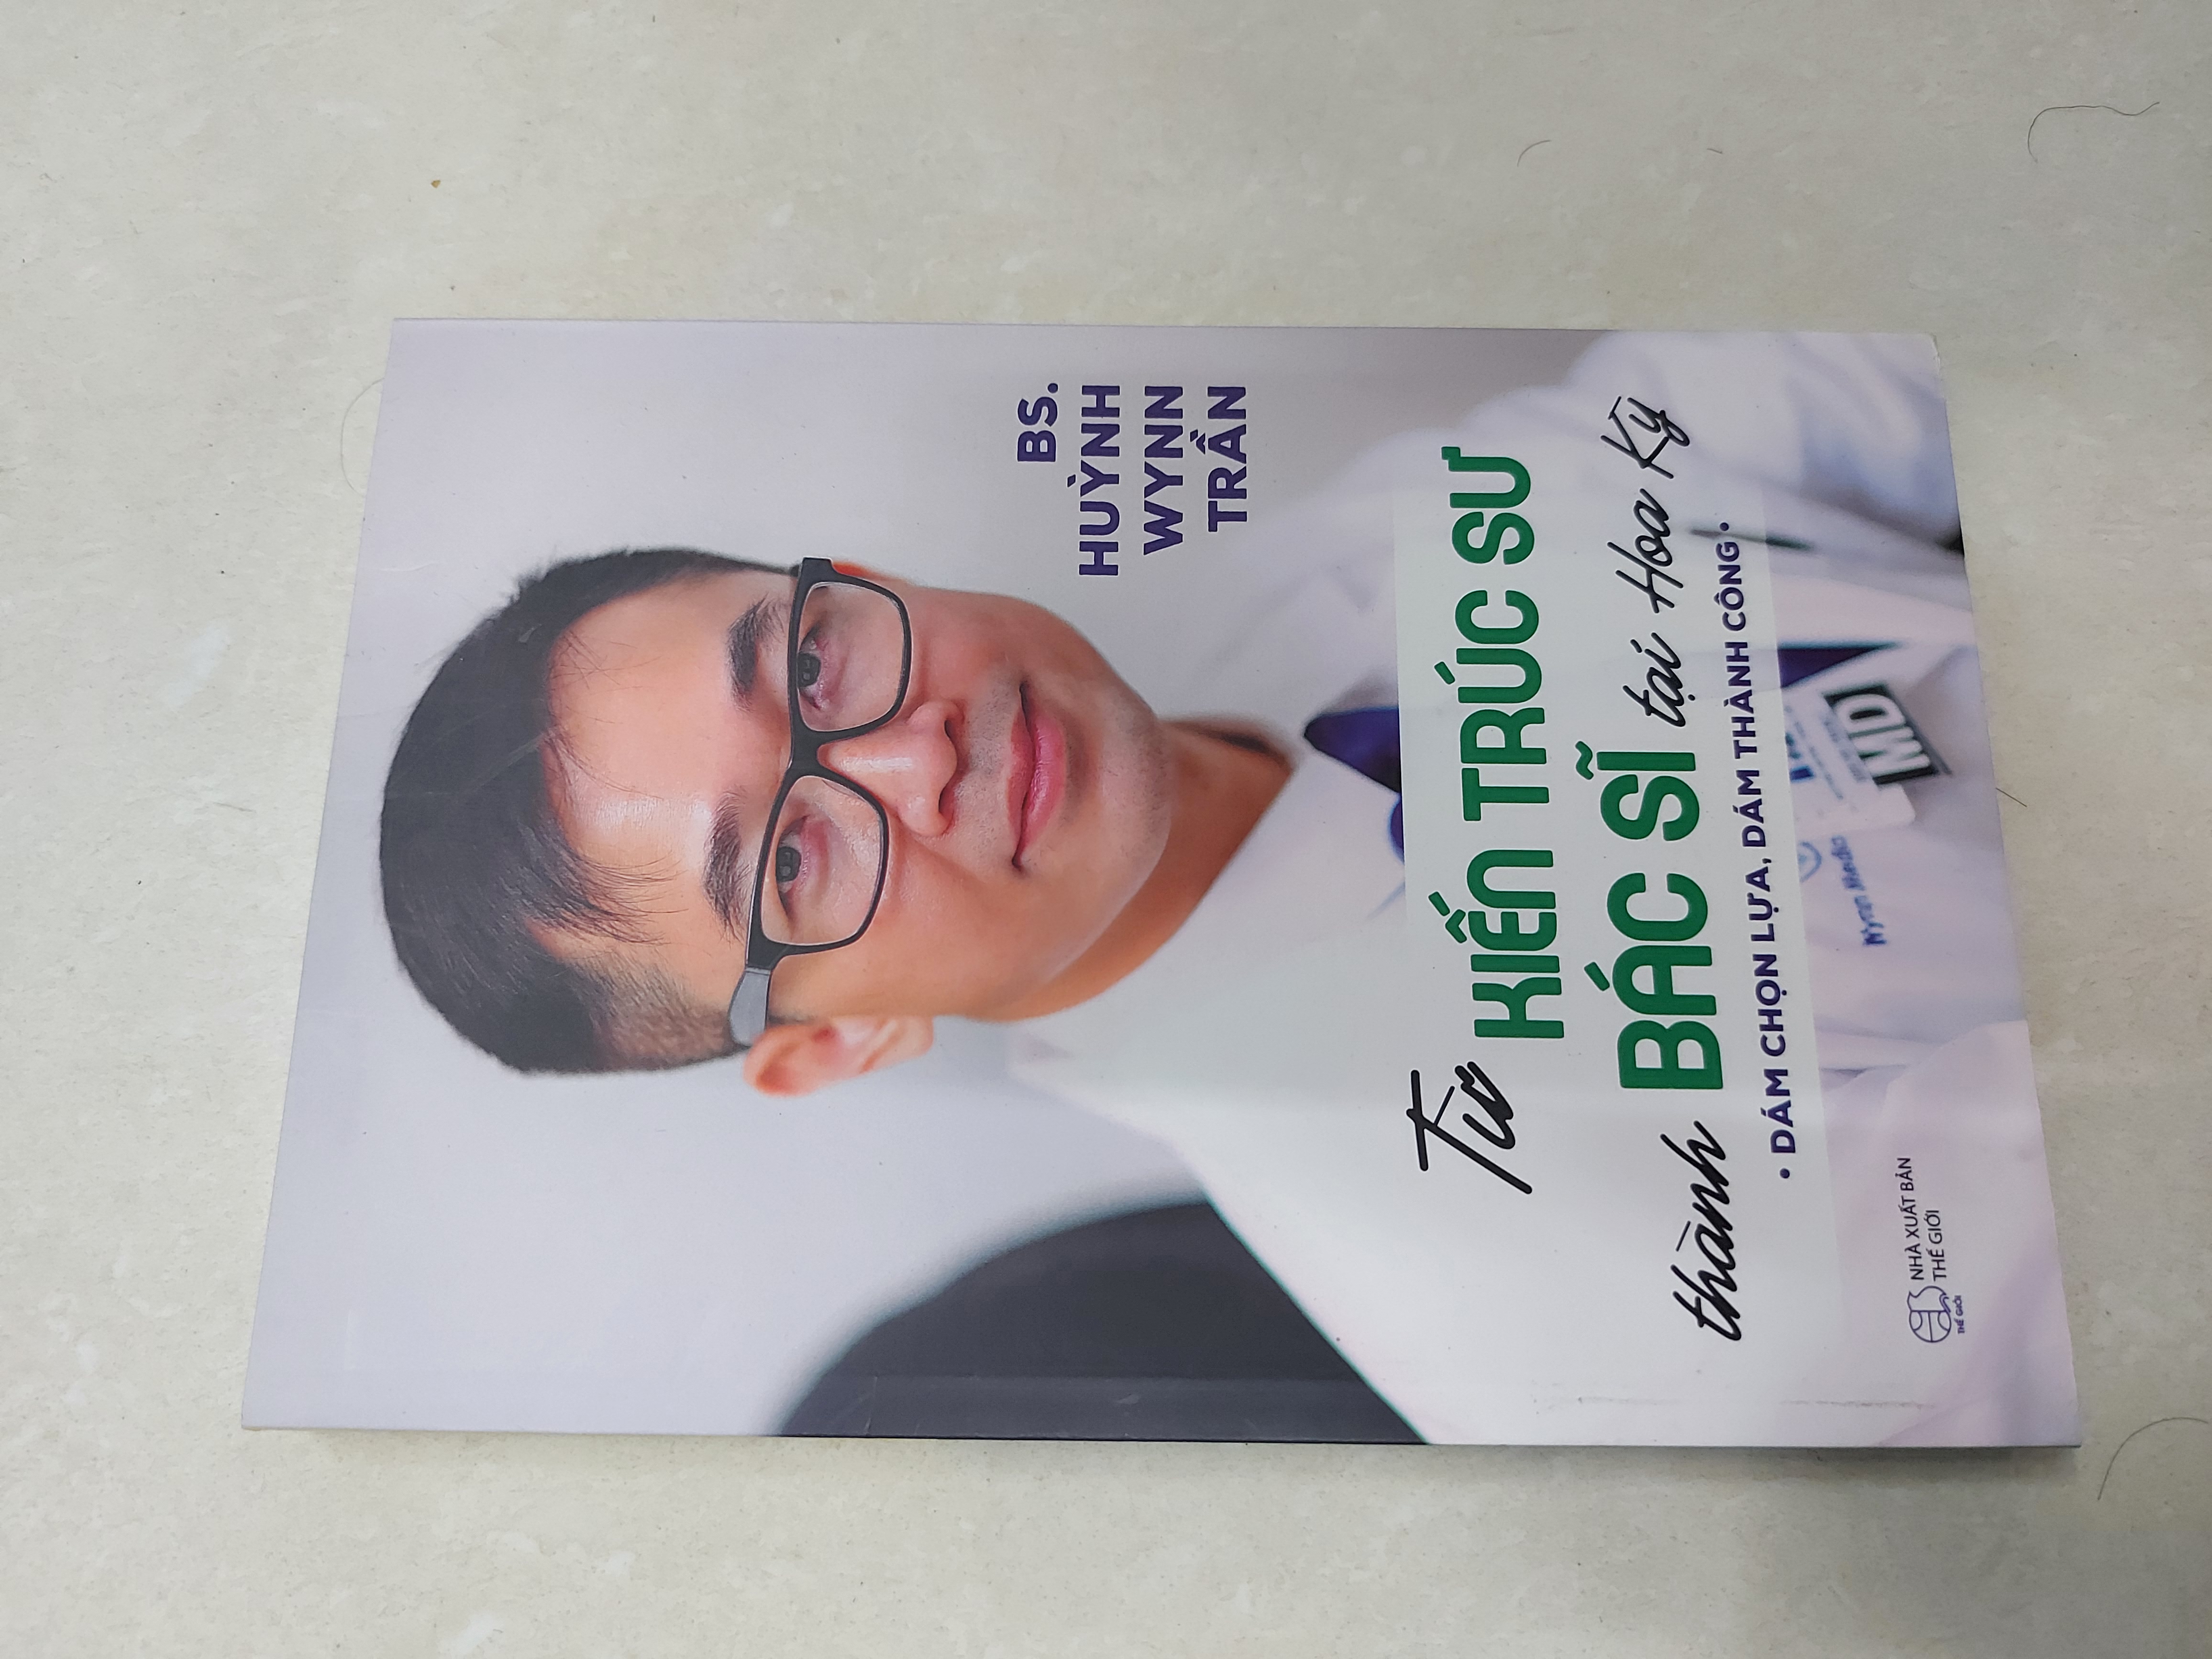 BS.
HUỲNH
WYNN
TRẦN
Từ KIẾN TRÚC SƯ
thành BÁC SĨ tại Hoa Kỳ
• DÁM CHỌN LỰA, DÁM THÀNH CÔNG •
Wynn Medic
MD
NHÀ XUẤT BẢN
THẾ GIỚI
THẾ GIỚI